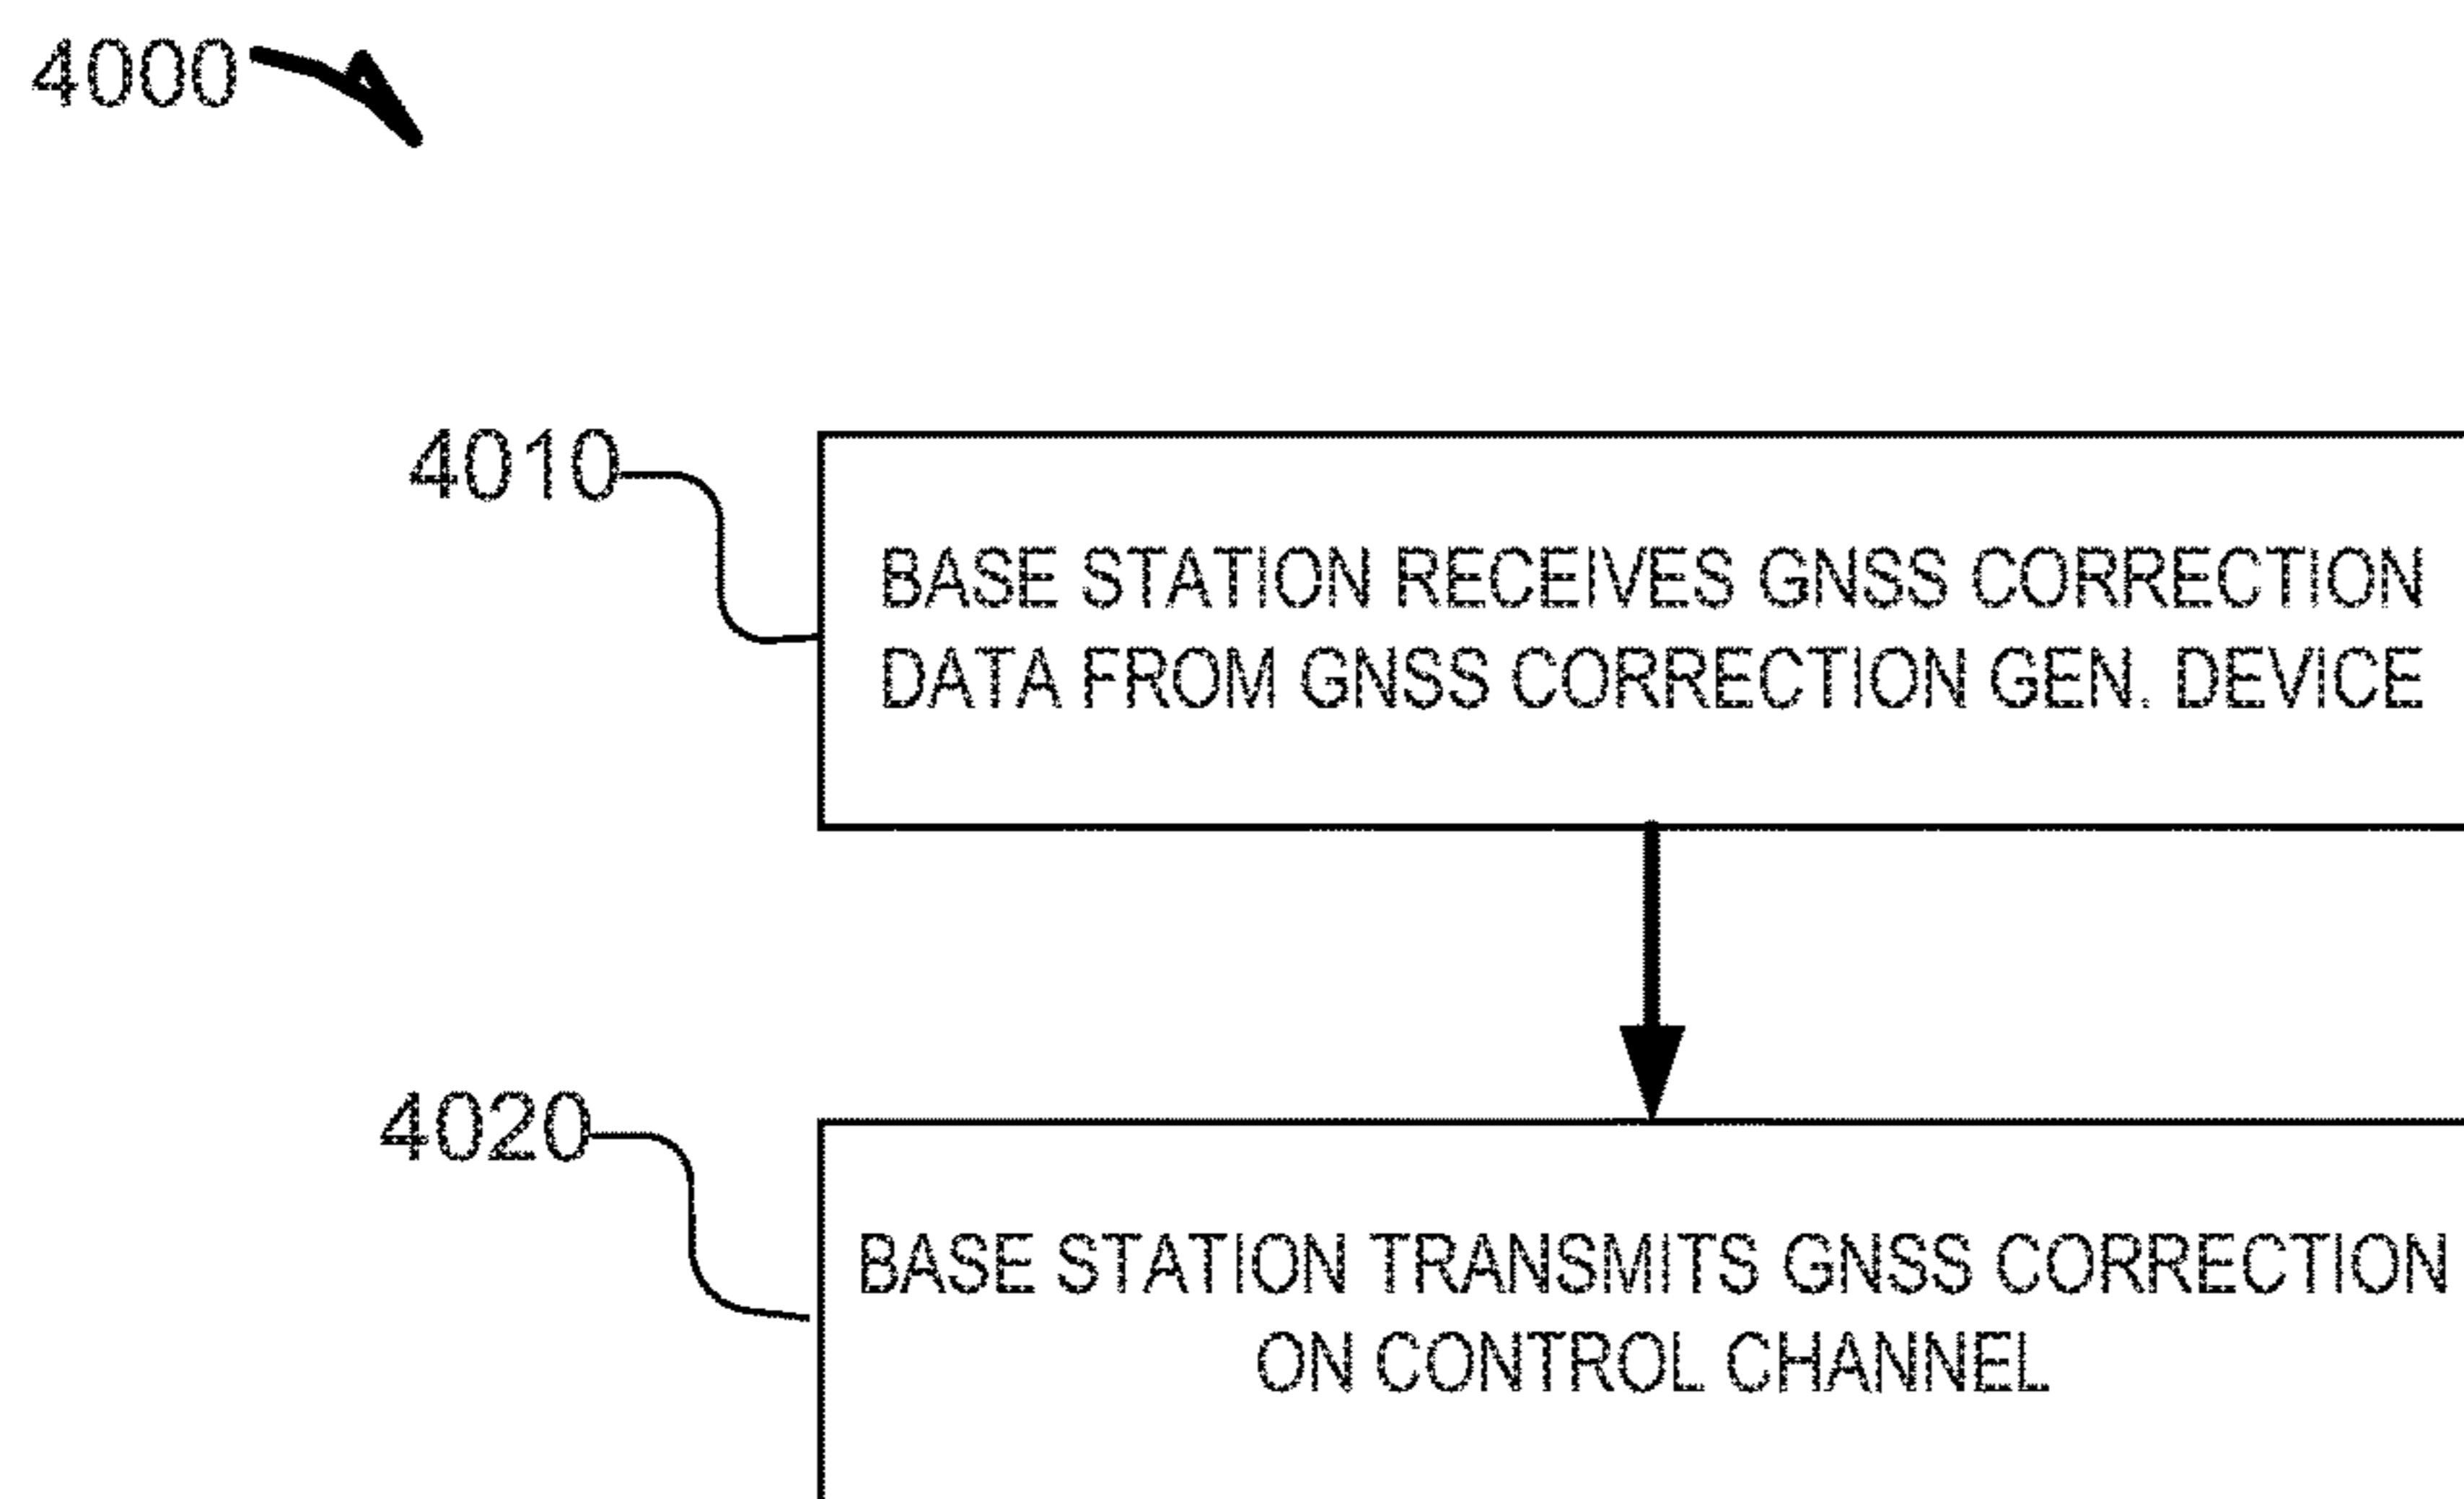 4000
4010
BASE STATION RECEIVES GNSS CORRECTION
DATA FROM GNSS CORRECTION GEN. DEVICE
4020
BASE STATION TRANSMITS GNSS CORRECTION
ON CONTROL CHANNEL